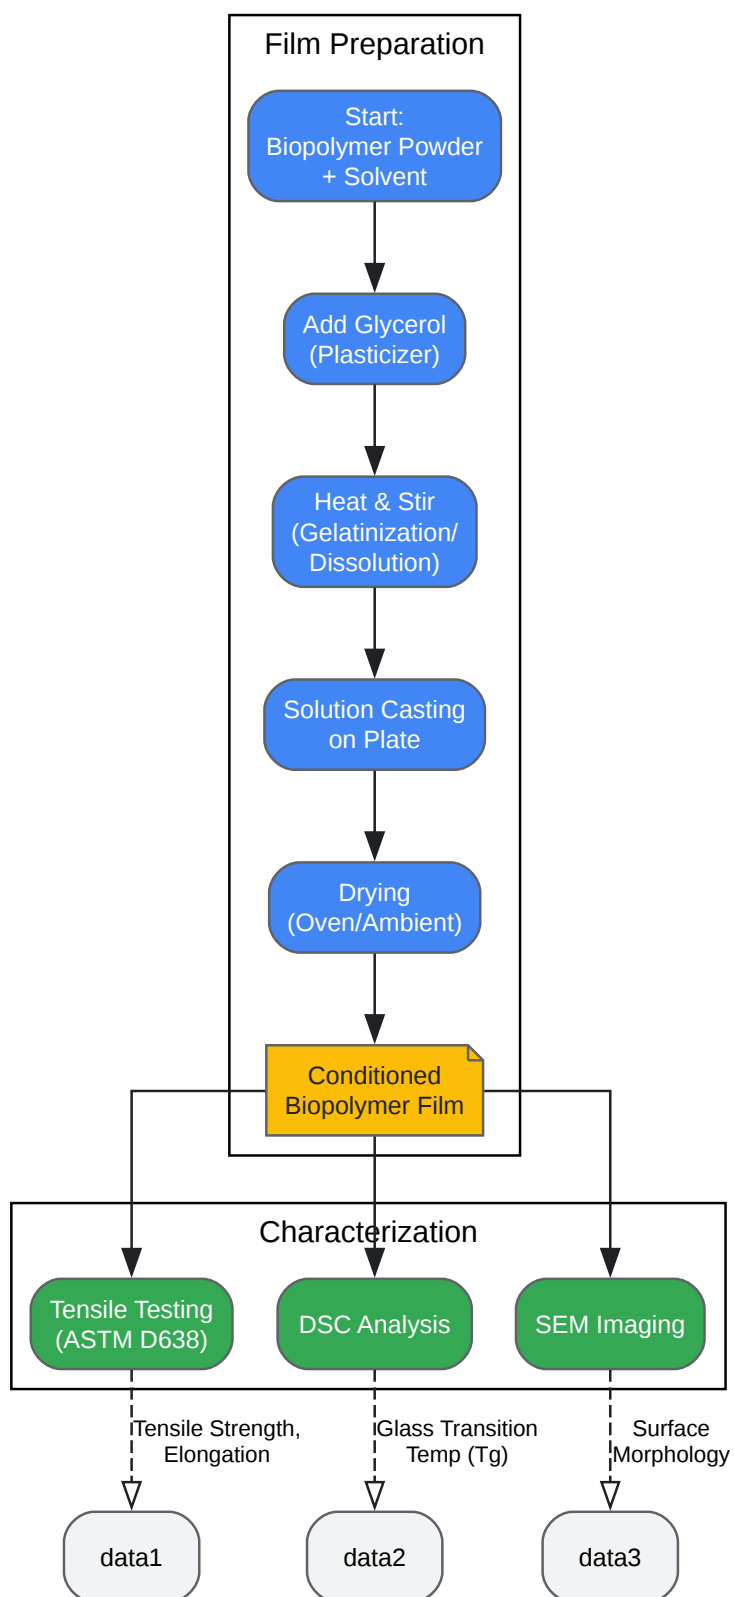 Film Preparation
Start:
Biopolymer Powder
+ Solvent
Add Glycerol
(Plasticizer)
Heat & Stir
(Gelatinization/
Dissolution)
Solution Casting
on Plate
Drying
(Oven/Ambient)
Conditioned
Biopolymer Film
Characterization
Tensile Testing
(ASTM D638)
DSC Analysis
SEM Imaging
Tensile Strength,
Elongation
Glass Transition
Temp (Tg)
Surface
Morphology
data1
data2
data3